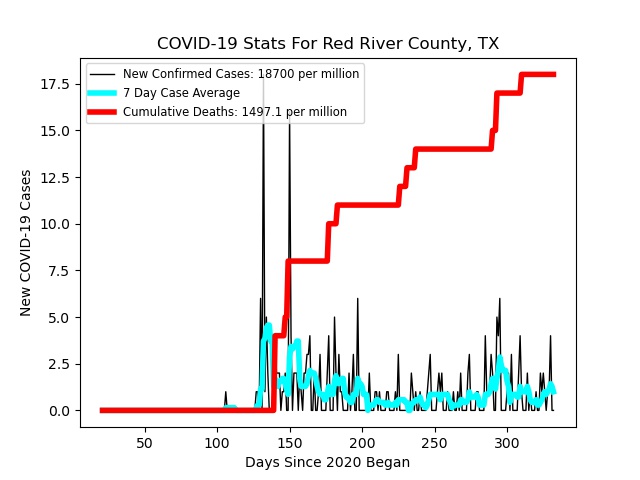 COVID-19 Stats For Red River County, TX
New Confirmed Cases: 18700 per million
7 Day Case Average
Cumulative Deaths: 1497.1 per million
New COVID-19 Cases
17.5
15.0
12.5
10.0
7.5
5.0
2.5
0.0
50 100 150 200 250 300
Days Since 2020 Began